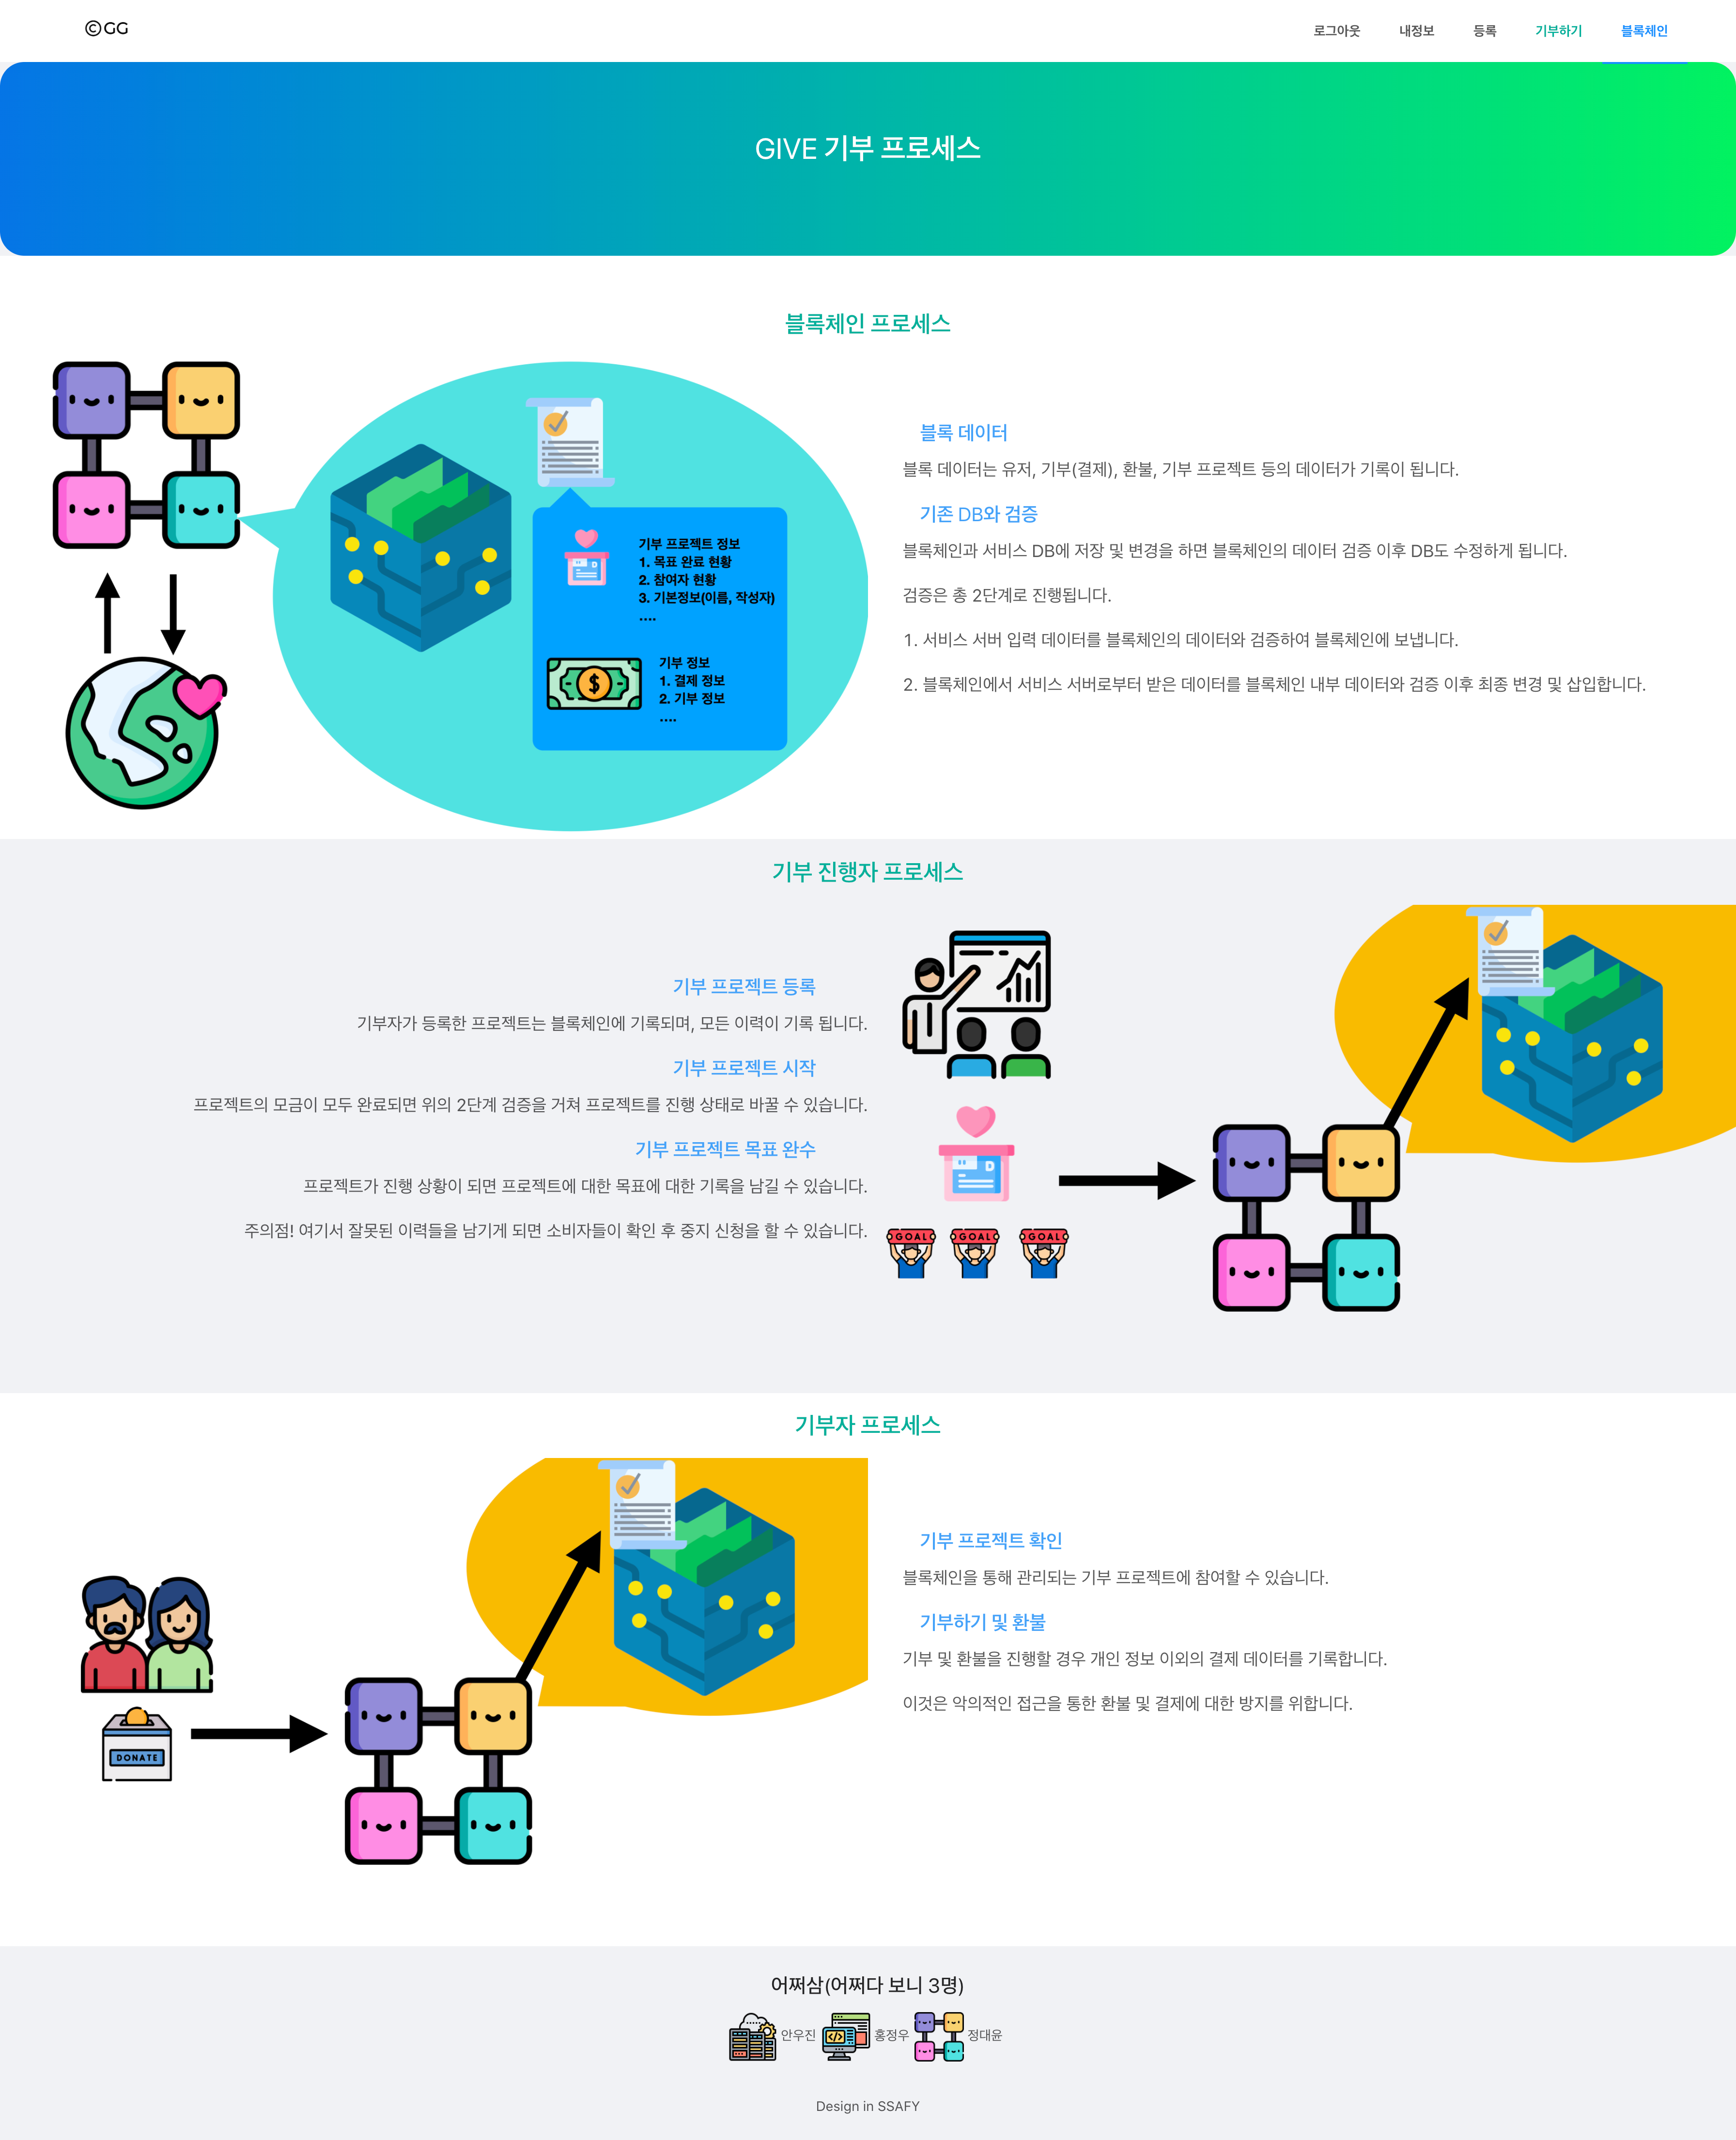 ©GG
로그아웃
내정보
등록
기부하기
블록체인
GIVE 기부 프로세스
블록체인 프로세스
기부 프로젝트 정보
1. 목표 완료 현황
2. 참여자 현황
3. 기본정보(이름, 작성자)
....
기부 정보
1. 결제 정보
2. 기부 정보
....
블록 데이터
블록 데이터는 유저, 기부(결제), 환불, 기부 프로젝트 등의 데이터가 기록이 됩니다.
기존 DB와 검증
블록체인과 서비스 DB에 저장 및 변경을 하면 블록체인의 데이터 검증 이후 DB도 수정하게 됩니다.
검증은 총 2단계로 진행됩니다.
1. 서비스 서버 입력 데이터를 블록체인의 데이터와 검증하여 블록체인에 보냅니다.
2. 블록체인에서 서비스 서버로부터 받은 데이터를 블록체인 내부 데이터와 검증 이후 최종 변경 및 삽입합니다.
기부 진행자 프로세스
기부 프로젝트 등록
기부자가 등록한 프로젝트는 블록체인에 기록되며, 모든 이력이 기록 됩니다.
기부 프로젝트 시작
프로젝트의 모금이 모두 완료되면 위의 2단계 검증을 거쳐 프로젝트를 진행 상태로 바꿀 수 있습니다.
기부 프로젝트 목표 완수
프로젝트가 진행 상황이 되면 프로젝트에 대한 목표에 대한 기록을 남길 수 있습니다.
주의점! 여기서 잘못된 이력들을 남기게 되면 소비자들이 확인 후 중지 신청을 할 수 있습니다.
D
GOAL
GOAL
GOAL
기부자 프로세스
DONATE
기부 프로젝트 확인
블록체인을 통해 관리되는 기부 프로젝트에 참여할 수 있습니다.
기부하기 및 환불
기부 및 환불을 진행할 경우 개인 정보 이외의 결제 데이터를 기록합니다.
이것은 악의적인 접근을 통한 환불 및 결제에 대한 방지를 위합니다.
어쩌삼(어쩌다 보니 3명)
안우진
홍정우
정대윤
Design in SSAFY